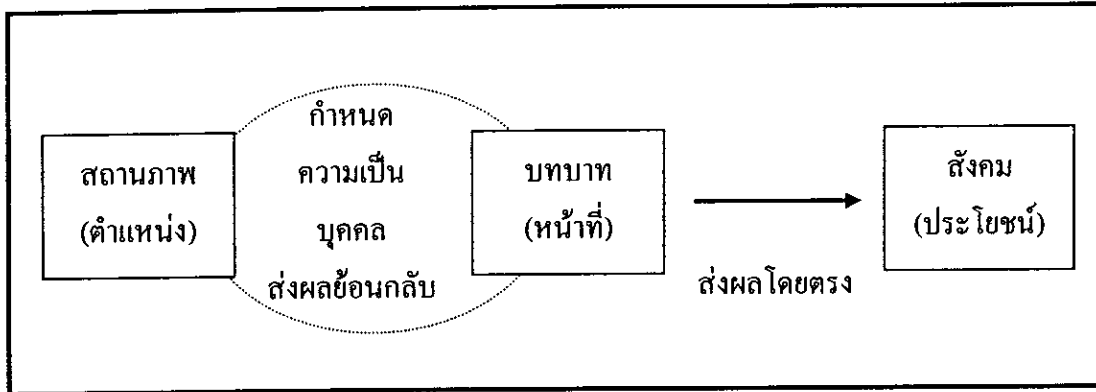 สถานภาพ
(ตำแหน่ง)
กำหนด
ความเป็น
บุคคล
ส่งผลย้อนกลับ
บทบาท
(หน้าที่)
ส่งผลโดยตรง
สังคม
(ประโยชน์)